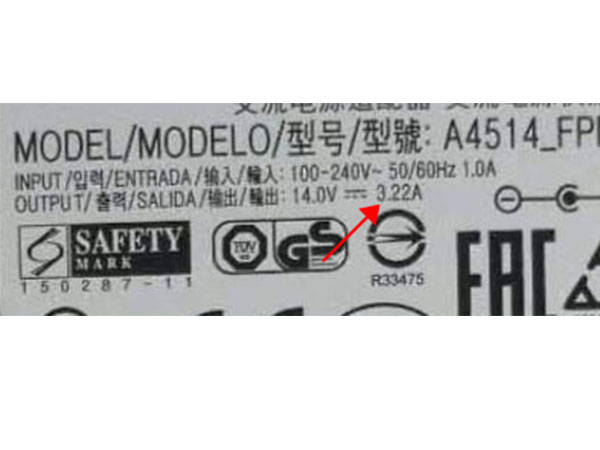 MODEL/MODELO/型号/型號: A4514_FP
INPUT/입력/ENTRADA/输入/輸入: 100-240V~ 50/60Hz 1.0A
OUTPUT/출력/SALIDA/输出/輸出: 14.0V ⎓ 3.22A
SAFETY
MARK
150287-11
TÜV
GS
R33475
EAC